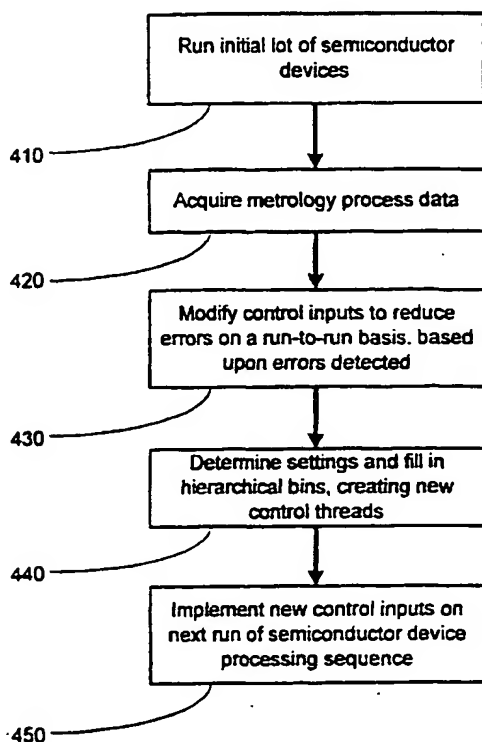 Run initial lot of semiconductor
devices
410
Acquire metrology process data
420
Modify control inputs to reduce
errors on a run-to-run basis. based
upon errors detected
430
Determine settings and fill in
hierarchical bins, creating new
control threads
440
Implement new control inputs on
next run of semiconductor device
processing sequence
450